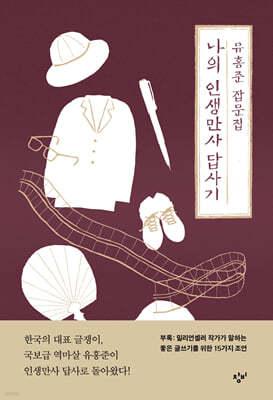 유홍준 잡문집
나의 인생만사 답사기
한국의 대표 글쟁이,
국보급 역마살 유홍준이
인생만사 답사로 돌아왔다!
부록: 밀리언셀러 작가가 말하는
좋은 글쓰기를 위한 15가지 조언
창비